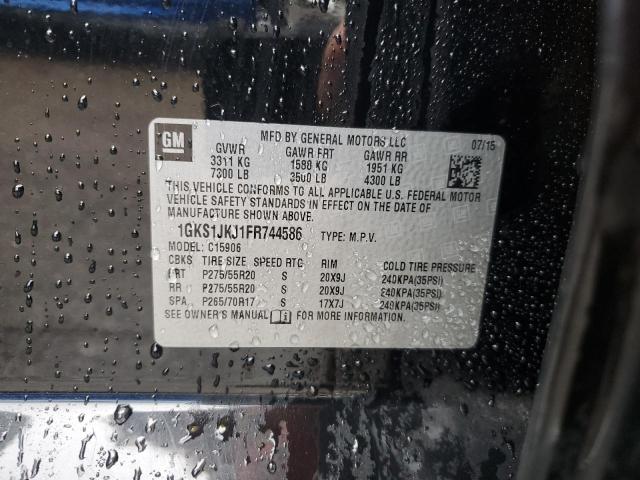 GM
MFD BY GENERAL MOTORS LLC 07/15
GVWR GAWR FRT GAWR RR
3311 KG 1588 KG 1951 KG
7300 LB 3500 LB 4300 LB
THIS VEHICLE CONFORMS TO ALL APPLICABLE U.S. FEDERAL MOTOR
VEHICLE SAFETY STANDARDS IN EFFECT ON THE DATE OF
MANUFACTURE SHOWN ABOVE.
1GKS1JKJ1FR744586 TYPE: M.P.V.
MODEL: C15906
CBKS TIRE SIZE SPEED RTG RIM COLD TIRE PRESSURE
FRT P275/55R20 S 20X9J 240KPA(35PSI)
RR P275/55R20 S 20X9J 240KPA(35PSI)
SPA P265/70R17 S 17X7J 240KPA(35PSI)
SEE OWNER'S MANUAL FOR MORE INFORMATION.